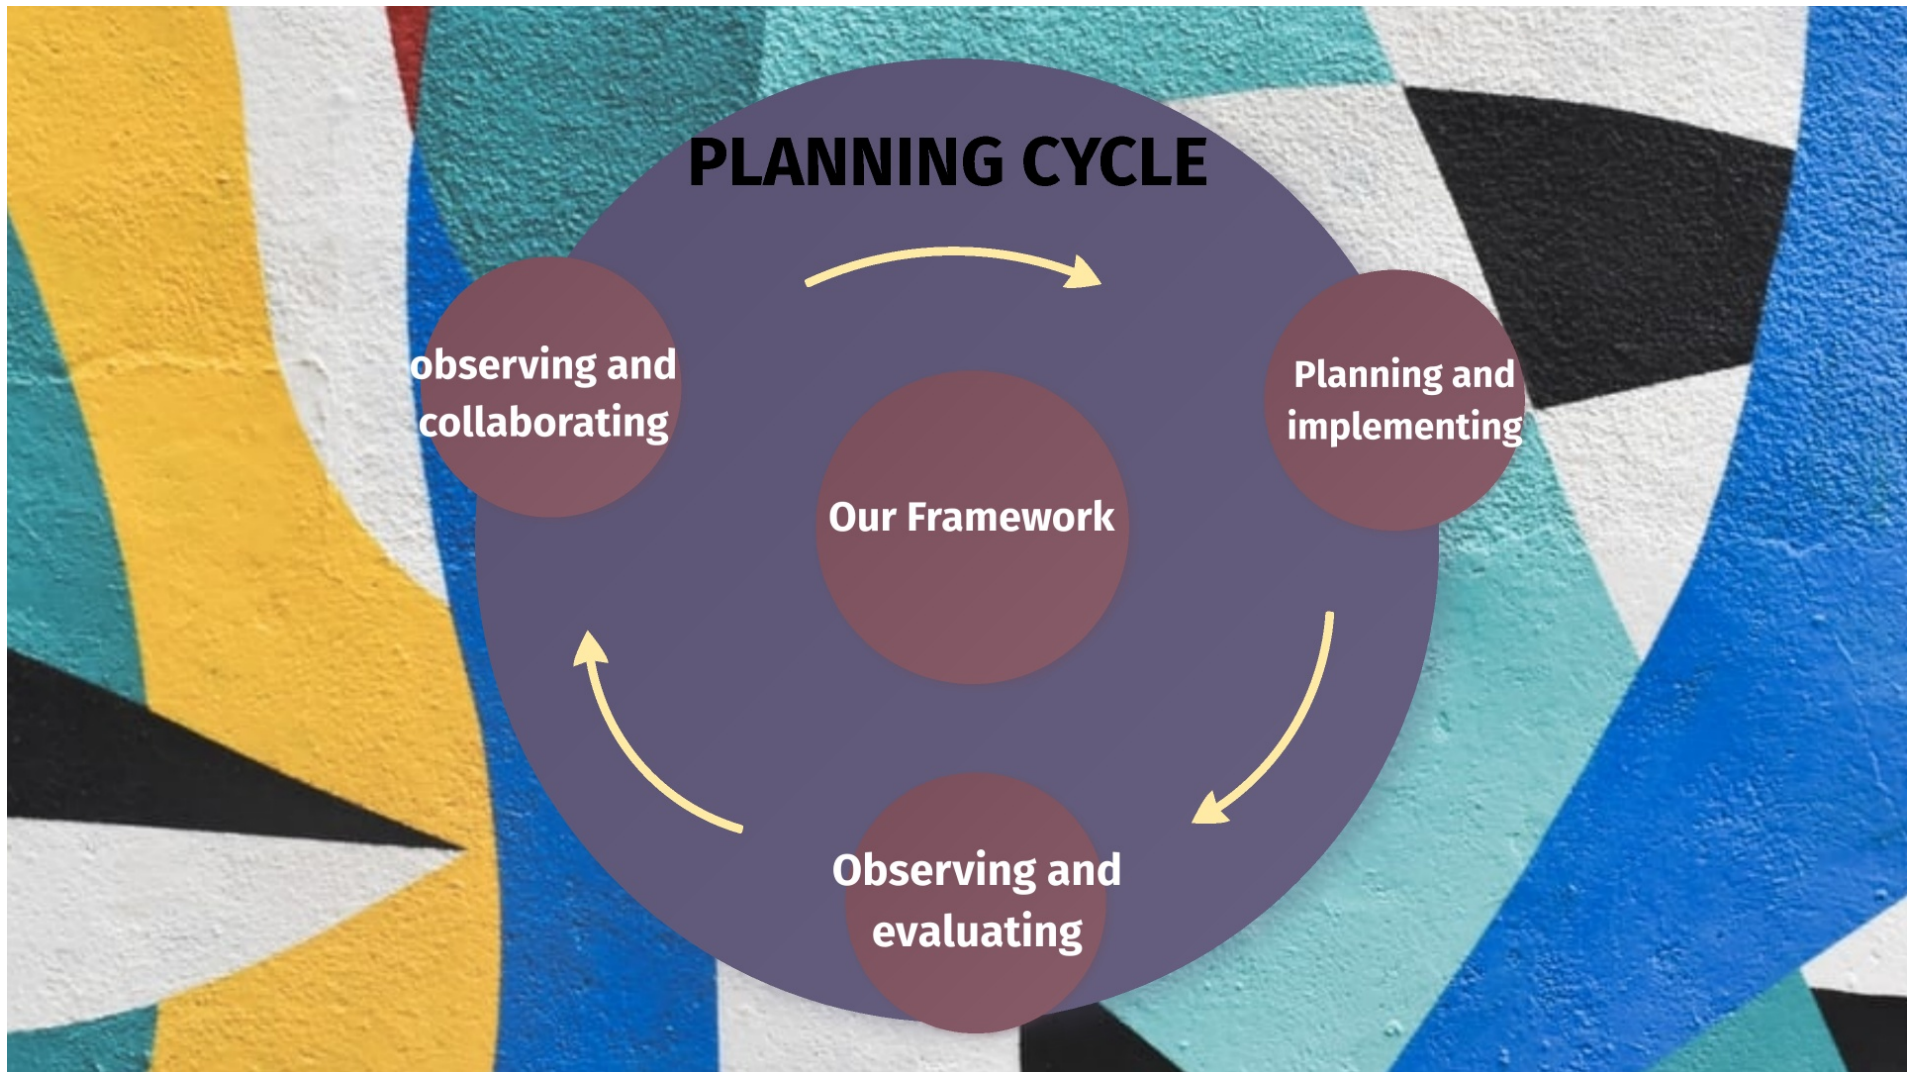 PLANNING CYCLE
observing and
collaborating
Planning and
implementing
Our Framework
Observing and
evaluating